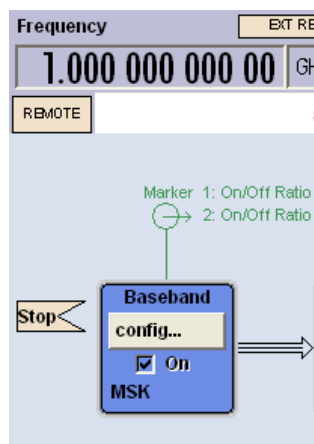 Frequency
EXT RE
1.000 000 000 00 GH
REMOTE
Marker 1: On/Off Ratio
2: On/Off Ratio
Baseband
Stop
config...
On
MSK